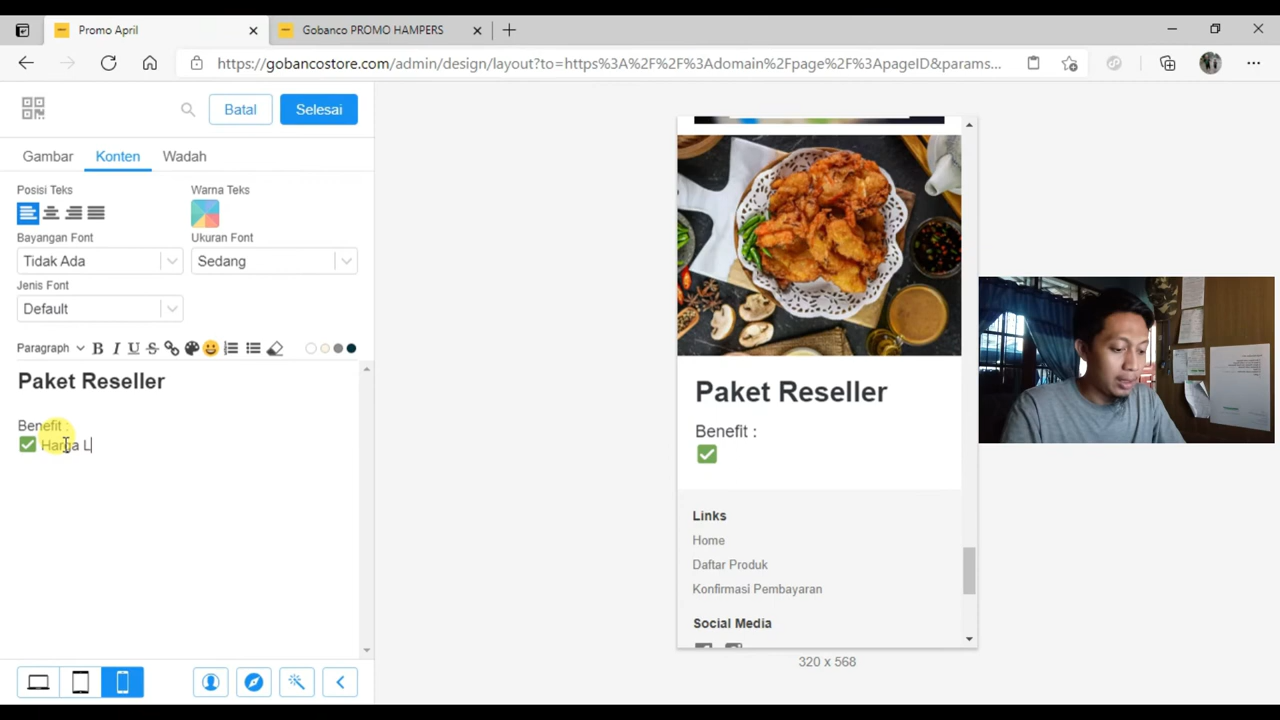 Promo April
Gobanco PROMO HAMPERS
https://gobancostore.com/admin/design/layout?to=https%3A%2F%2F%3Adomain%2Fpage%2F%3ApageID&params...
Batal
Selesai
Gambar
Konten
Wadah
Posisi Teks
Warna Teks
Bayangan Font
Ukuran Font
Tidak Ada
Sedang
Jenis Font
Default
Paragraph
B I U S
Paket Reseller
Benefit :
✅ Harga L
Paket Reseller
Benefit :
✅
Links
Home
Daftar Produk
Konfirmasi Pembayaran
Social Media
320 x 568